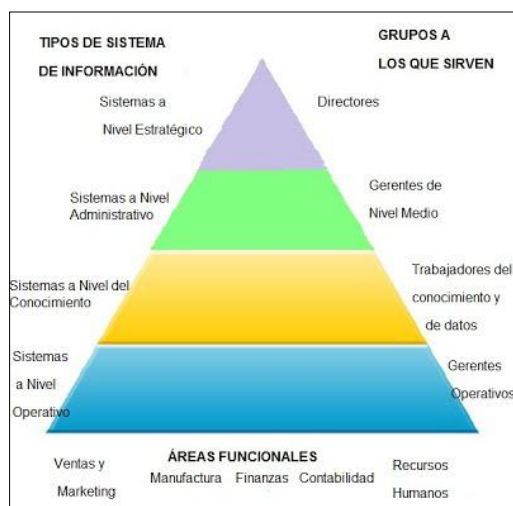 TIPOS DE SISTEMA
DE INFORMACIÓN
GRUPOS A
LOS QUE SIRVEN
Sistemas a
Nivel Estratégico
Directores
Sistemas a Nivel
Administrativo
Gerentes de
Nivel Medio
Sistemas a Nivel del
Conocimiento
Trabajadores del
conocimiento y
de datos
Sistemas
a Nivel
Operativo
Gerentes
Operativos
ÁREAS FUNCIONALES
Ventas y
Marketing
Manufactura Finanzas Contabilidad
Recursos
Humanos